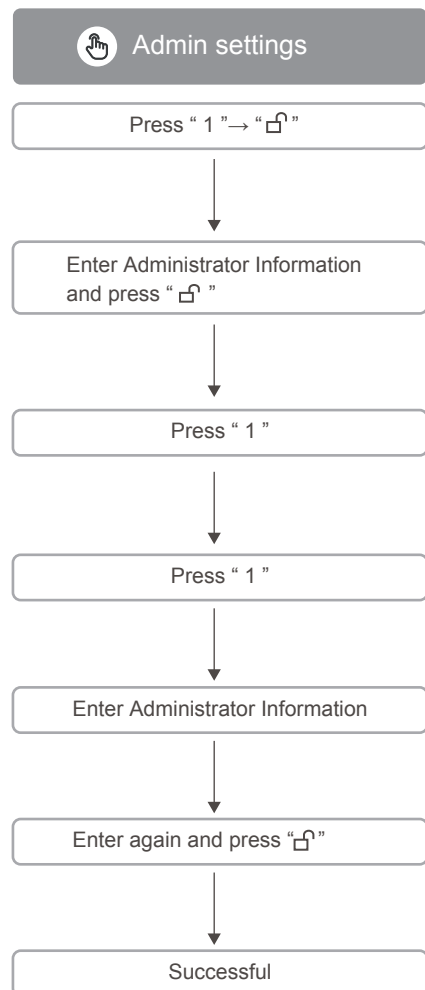 Admin settings
Press “ 1 ”→ “ ”
Enter Administrator Information
and press “ ”
Press “ 1 ”
Press “ 1 ”
Enter Administrator Information
Enter again and press “ ”
Successful